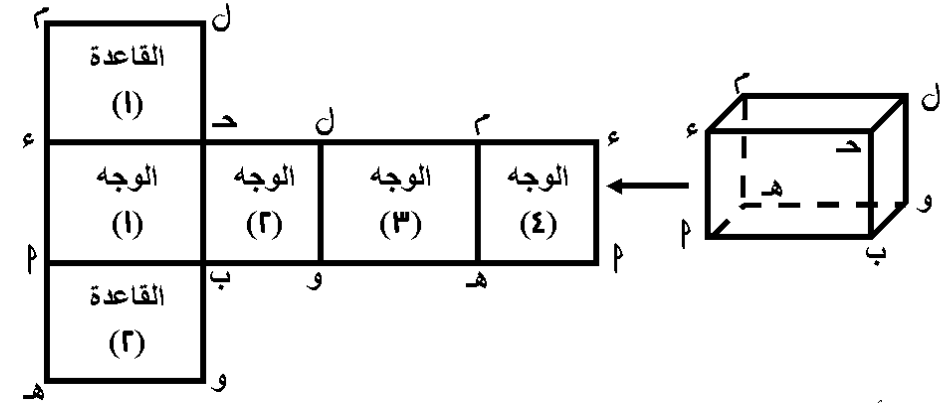 م
ل
القاعدة
(١)
ء
حـ
ل
م
ء
الوجه
(١)
الوجه
(٢)
الوجه
(٣)
الوجه
(٤)
أ
ب
و
هـ
أ
القاعدة
(٢)
هـ
و
م
ل
ء
حـ
هـ
و
أ
ب